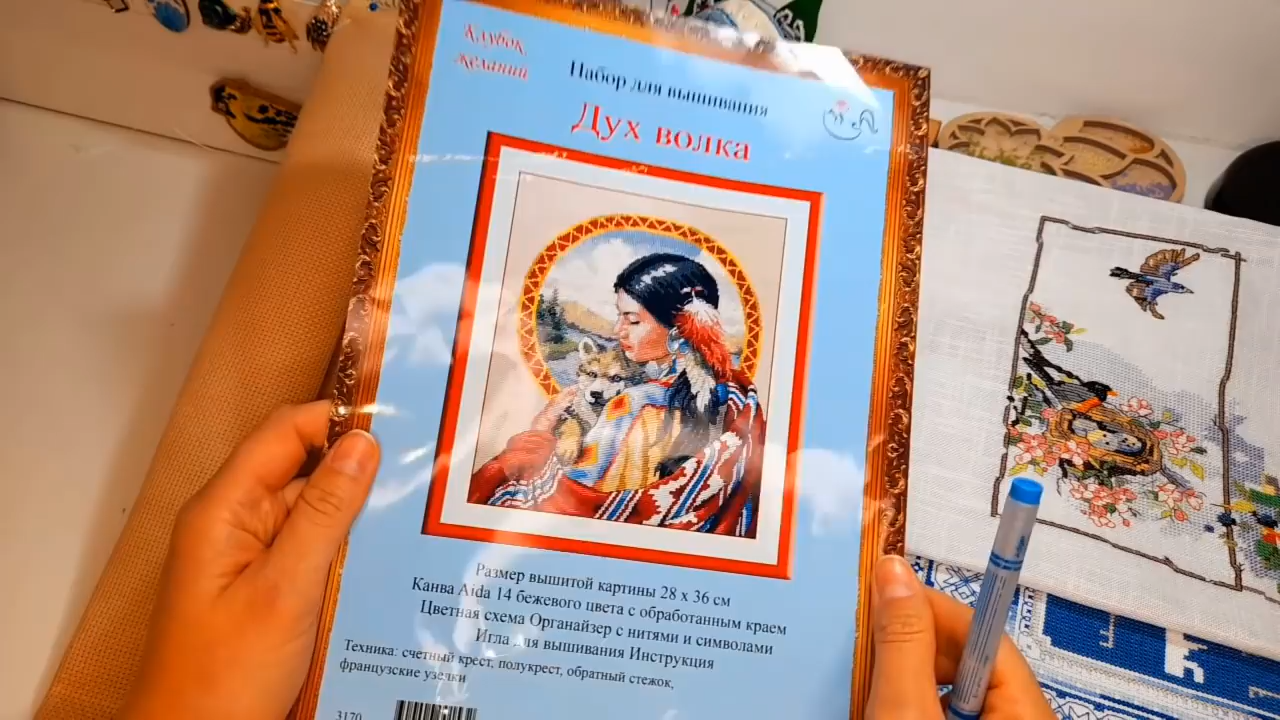 Клубок
желаний
Набор для вышивания
Дух волка
Размер вышитой картины 28 х 36 см
Канва Aida 14 бежевого цвета с обработанным краем
Цветная схема Органайзер с нитями и символами
Игла для вышивания Инструкция
Техника: счетный крест, полукрест, обратный стежок,
французские узелки
3170